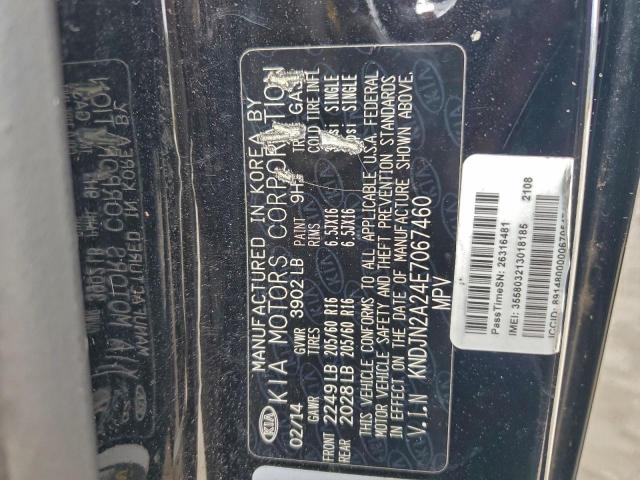 KIA
MANUFACTURED IN KOREA BY
KIA MOTORS CORPORATION
02/14 GVWR 3902 LB PAINT 9H
GAWR TIRES RIMS COLD TIRE INFL
FRONT 2249 LB 205/60 R16 6.5JX16 SINGLE
REAR 2028 LB 205/60 R16 6.5JX16 SINGLE
THIS VEHICLE CONFORMS TO ALL APPLICABLE U.S.A. FEDERAL
MOTOR VEHICLE SAFETY AND THEFT PREVENTION STANDARDS
IN EFFECT ON THE DATE OF MANUFACTURE SHOWN ABOVE.
V.I.N KNDJN2A24E7067460
MPV
2108
PassTimeSN: 26316481
IMEI: 355803213018185